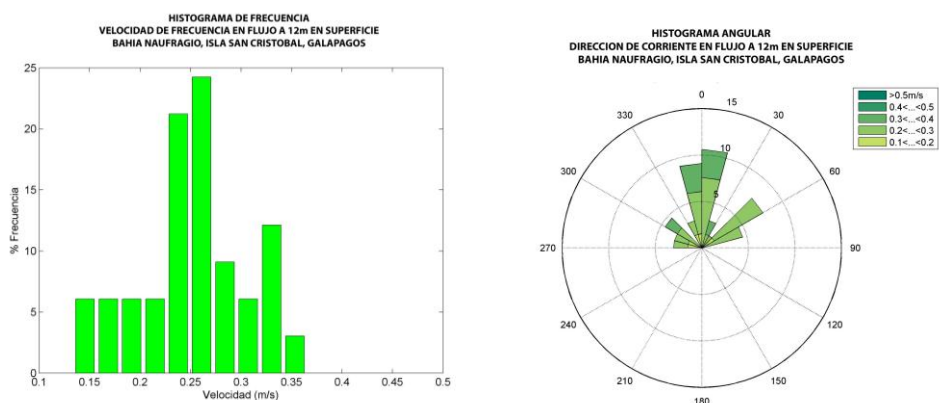 HISTOGRAMA DE FRECUENCIA
VELOCIDAD DE FRECUENCIA EN FLUJO A 12m EN SUPERFICIE
BAHIA NAUFRAGIO, ISLA SAN CRISTOBAL, GALAPAGOS
25
20
15
10
5
0
% Frecuencia
0.1 0.15 0.2 0.25 0.3 0.35 0.4 0.45 0.5
Velocidad (m/s)
HISTOGRAMA ANGULAR
DIRECCION DE CORRIENTE EN FLUJO A 12m EN SUPERFICIE
BAHIA NAUFRAGIO, ISLA SAN CRISTOBAL, GALAPAGOS
>0.5m/s
0.4<...<0.5
0.3<...<0.4
0.2<...<0.3
0.1<...<0.2
0
15
330
30
10
300
60
5
270
90
240
120
210
150
180